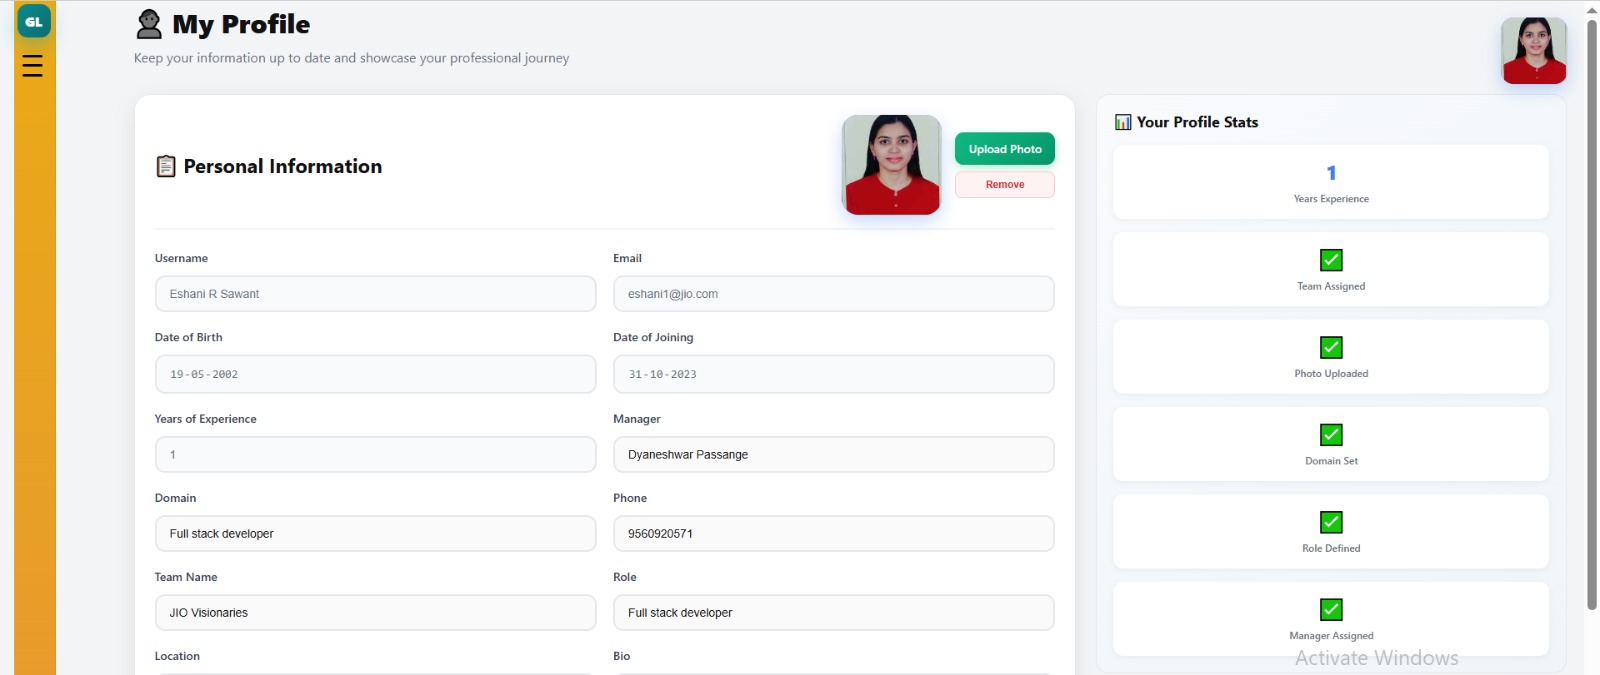 GL
My Profile
Keep your information up to date and showcase your professional journey
Personal Information
Upload Photo
Remove
Username
Email
Eshani R Sawant
eshani1@jio.com
Date of Birth
Date of Joining
19-05-2002
31-10-2023
Years of Experience
Manager
1
Dyaneshwar Passange
Domain
Phone
Full stack developer
9560920571
Team Name
Role
JIO Visionaries
Full stack developer
Location
Bio
Your Profile Stats
1
Years Experience
Team Assigned
Photo Uploaded
Domain Set
Role Defined
Manager Assigned
Activate Windows